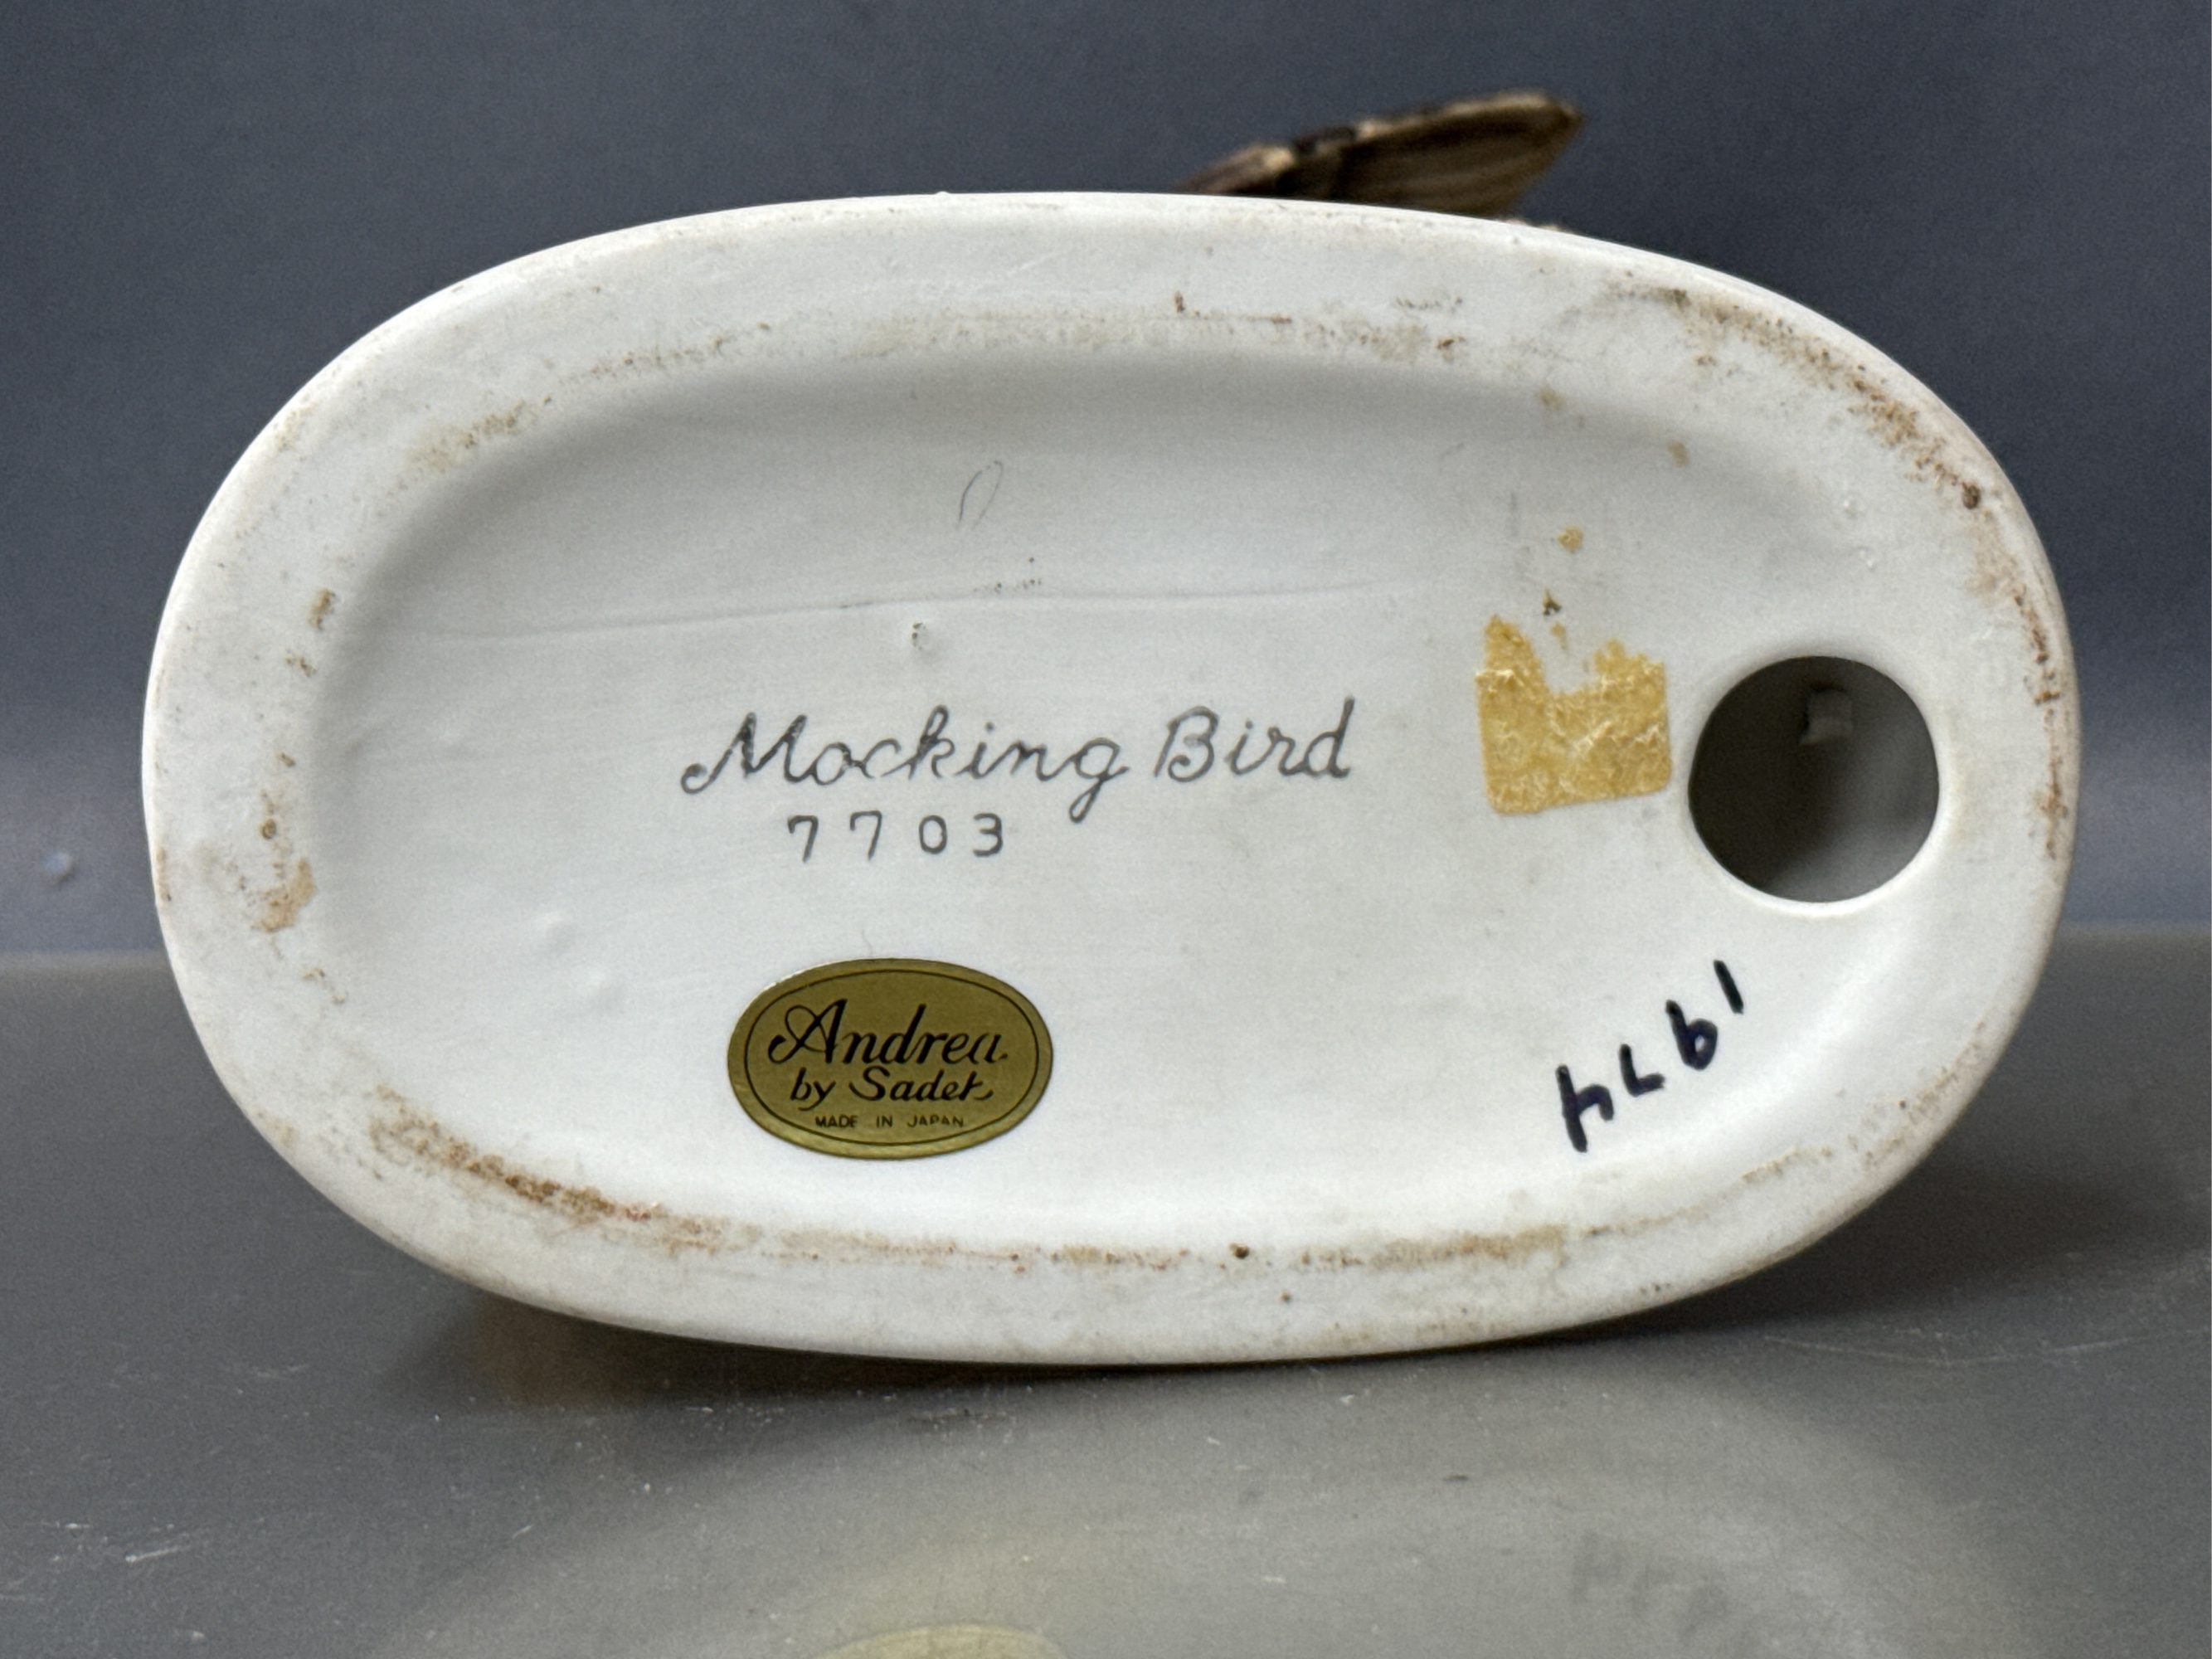 Mocking Bird
7703
Andrea
by Sadek
MADE IN JAPAN
1974